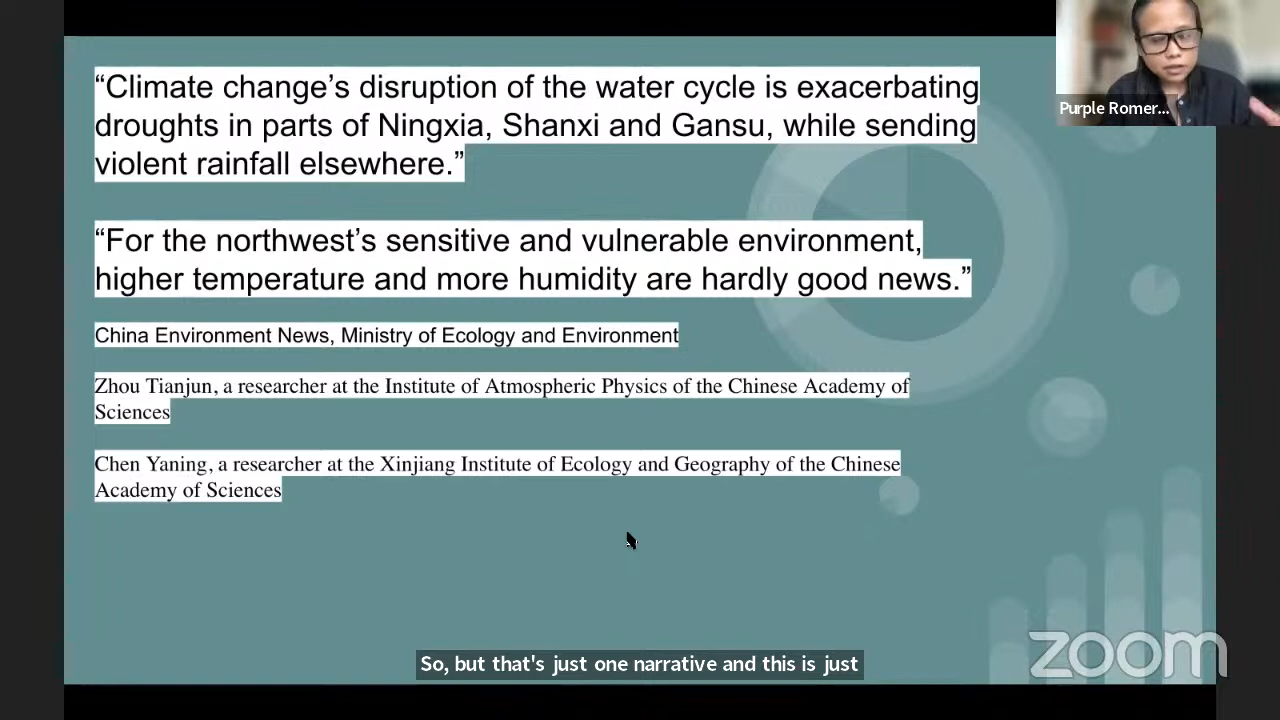 “Climate change’s disruption of the water cycle is exacerbating
droughts in parts of Ningxia, Shanxi and Gansu, while sending
violent rainfall elsewhere.”
“For the northwest’s sensitive and vulnerable environment,
higher temperature and more humidity are hardly good news.”
China Environment News, Ministry of Ecology and Environment
Zhou Tianjun, a researcher at the Institute of Atmospheric Physics of the Chinese Academy of
Sciences
Chen Yaning, a researcher at the Xinjiang Institute of Ecology and Geography of the Chinese
Academy of Sciences
Purple Romer...
So, but that's just one narrative and this is just
zoom